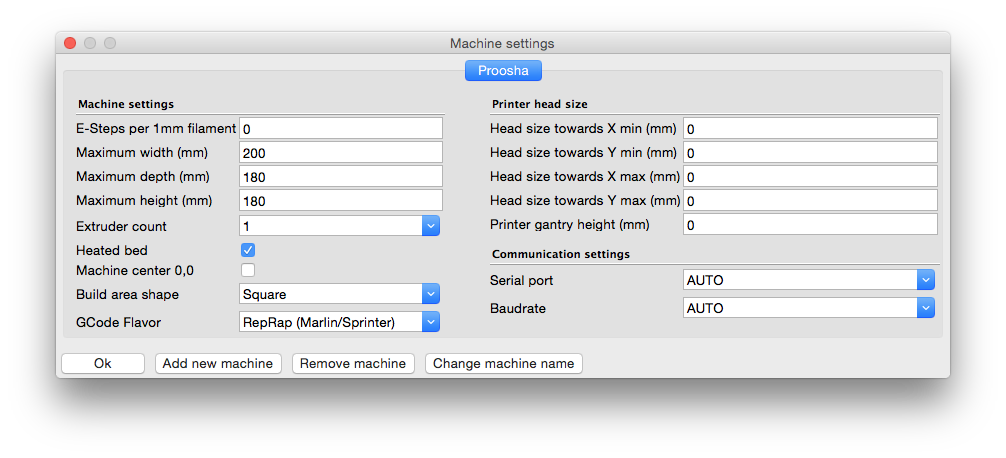 Machine settings
Proosha
Machine settings
E-Steps per 1mm filament 0
Maximum width (mm) 200
Maximum depth (mm) 180
Maximum height (mm) 180
Extruder count 1
Heated bed
Machine center 0,0
Build area shape Square
GCode Flavor RepRap (Marlin/Sprinter)
Printer head size
Head size towards X min (mm) 0
Head size towards Y min (mm) 0
Head size towards X max (mm) 0
Head size towards Y max (mm) 0
Printer gantry height (mm) 0
Communication settings
Serial port AUTO
Baudrate AUTO
Ok Add new machine Remove machine Change machine name